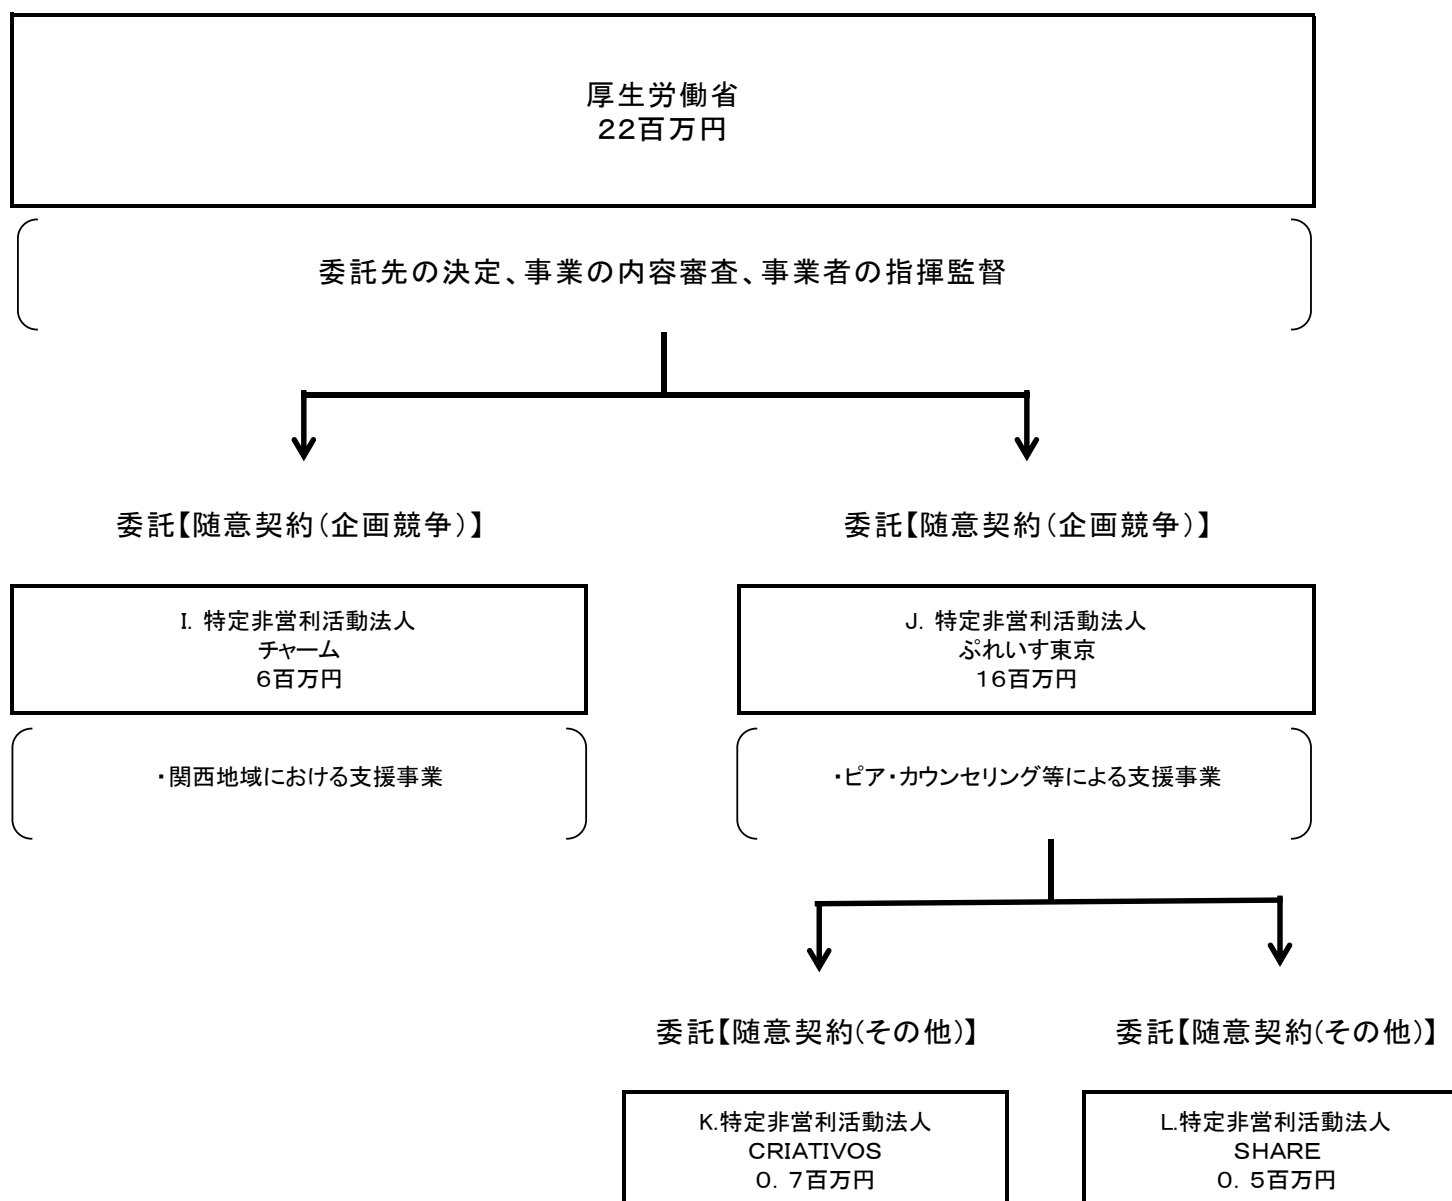 厚生労働省
22百万円
委託先の決定、事業の内容審査、事業者の指揮監督
委託【随意契約(企画競争)】
委託【随意契約(企画競争)】
I. 特定非営利活動法人
チャーム
6百万円
J. 特定非営利活動法人
ぷれいす東京
16百万円
・関西地域における支援事業
・ピア・カウンセリング等による支援事業
委託【随意契約(その他)】
委託【随意契約(その他)】
K.特定非営利活動法人
CRIATIVOS
0. 7百万円
L.特定非営利活動法人
SHARE
0. 5百万円